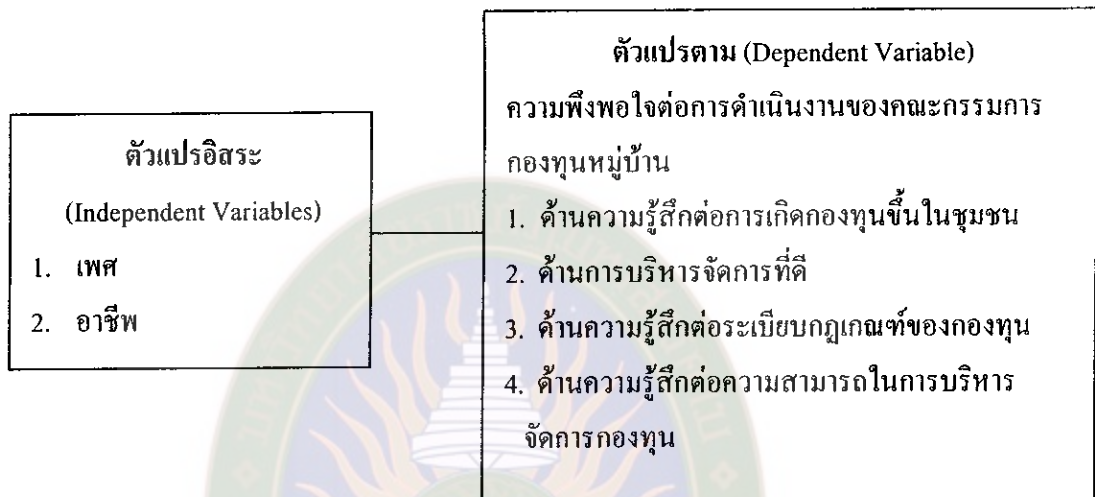 ตัวแปรอิสระ
(Independent Variables)
1. เพศ
2. อาชีพ
ตัวแปรตาม (Dependent Variable)
ความพึงพอใจต่อการดำเนินงานของคณะกรรมการ
กองทุนหมู่บ้าน
1. ด้านความรู้สึกต่อการเกิดกองทุนขึ้นในชุมชน
2. ด้านการบริหารจัดการที่ดี
3. ด้านความรู้สึกต่อระเบียบกฎเกณฑ์ของกองทุน
4. ด้านความรู้สึกต่อความสามารถในการบริหาร
จัดการกองทุน